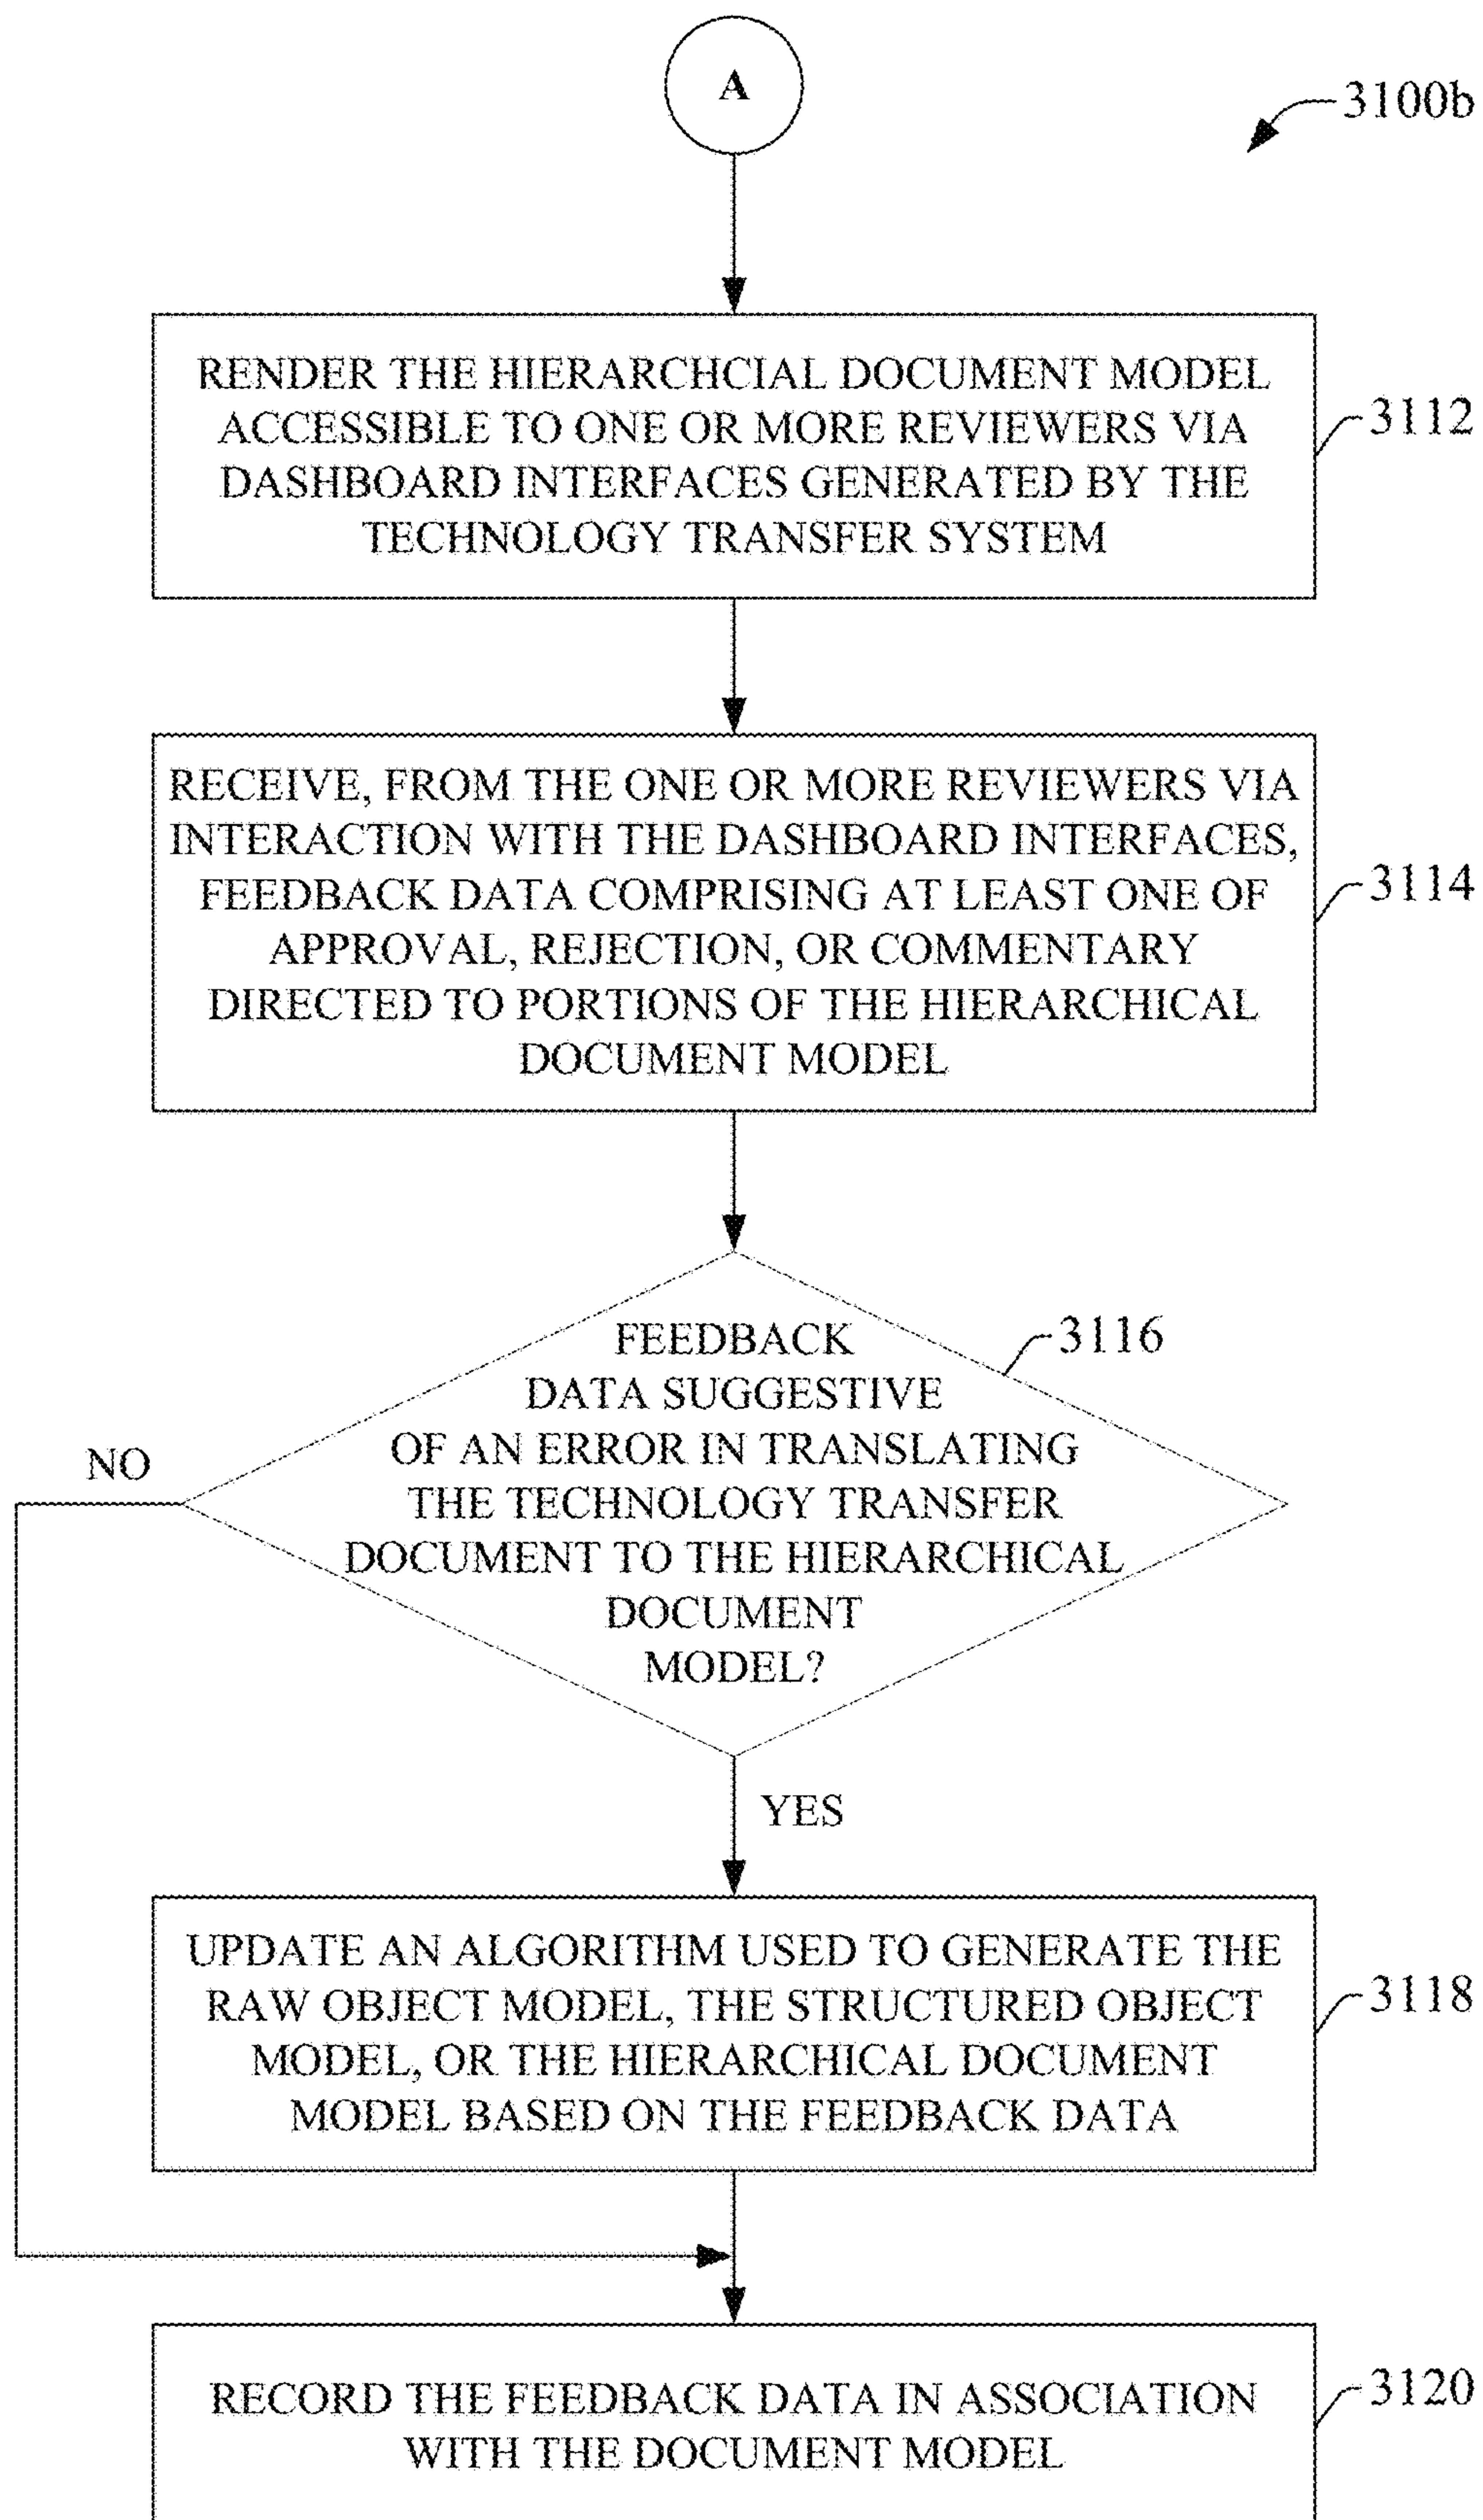 A
3100b
RENDER THE HIERARCHCIAL DOCUMENT MODEL
ACCESSIBLE TO ONE OR MORE REVIEWERS VIA
DASHBOARD INTERFACES GENERATED BY THE
TECHNOLOGY TRANSFER SYSTEM
3112
RECEIVE, FROM THE ONE OR MORE REVIEWERS VIA
INTERACTION WITH THE DASHBOARD INTERFACES,
FEEDBACK DATA COMPRISING AT LEAST ONE OF
APPROVAL, REJECTION, OR COMMENTARY
DIRECTED TO PORTIONS OF THE HIERARCHICAL
DOCUMENT MODEL
3114
FEEDBACK
DATA SUGGESTIVE
OF AN ERROR IN TRANSLATING
THE TECHNOLOGY TRANSFER
DOCUMENT TO THE HIERARCHICAL
DOCUMENT
MODEL?
3116
NO
YES
UPDATE AN ALGORITHM USED TO GENERATE THE
RAW OBJECT MODEL, THE STRUCTURED OBJECT
MODEL, OR THE HIERARCHICAL DOCUMENT
MODEL BASED ON THE FEEDBACK DATA
3118
RECORD THE FEEDBACK DATA IN ASSOCIATION
WITH THE DOCUMENT MODEL
3120